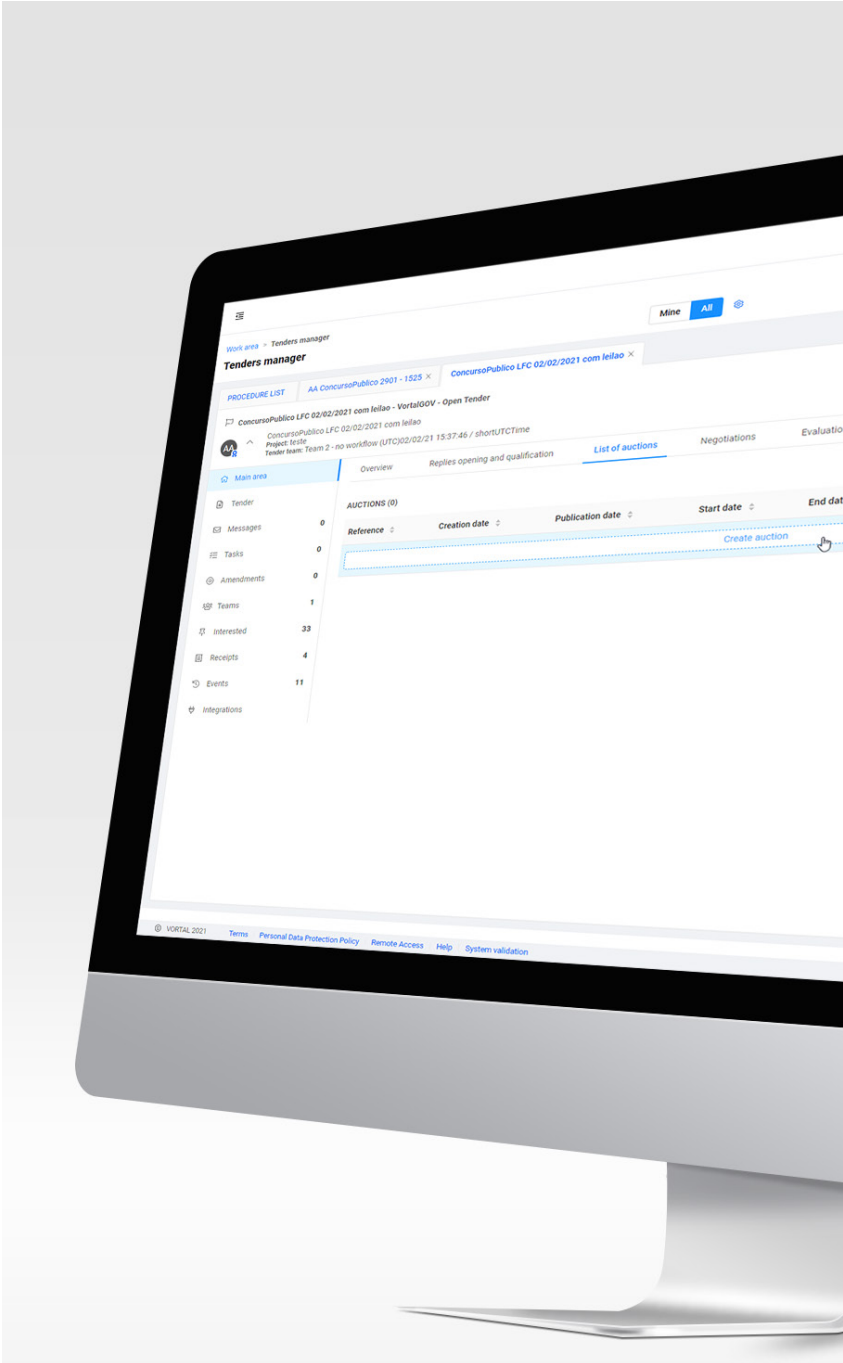 Work area > Tenders manager
Tenders manager
Mine All
PROCEDURE LIST
AA ConcursoPublico 2901 - 1525 ×
ConcursoPublico LFC 02/02/2021 com leilao ×
ConcursoPublico LFC 02/02/2021 com leilao - VortalGOV - Open Tender
ConcursoPublico LFC 02/02/2021 com leilao
Project: teste
Tender team: Team 2 - no workflow (UTC)02/02/21 15:37:46 / shortUTCTime
AA
Main area
Tender
Messages 0
Tasks 0
Amendments 0
Teams 1
Interested 33
Receipts 4
Events 11
Integrations
Overview Replies opening and qualification List of auctions Negotiations Evaluatio
AUCTIONS (0)
Reference Creation date Publication date Start date End dat
Create auction
© VORTAL 2021 Terms Personal Data Protection Policy Remote Access Help System validation